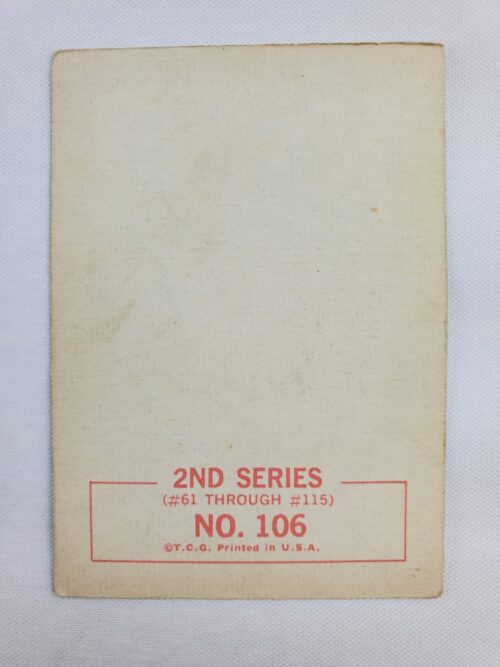 2ND SERIES
(#61 THROUGH #115)
NO. 106
©T.C.G. Printed in U.S.A.